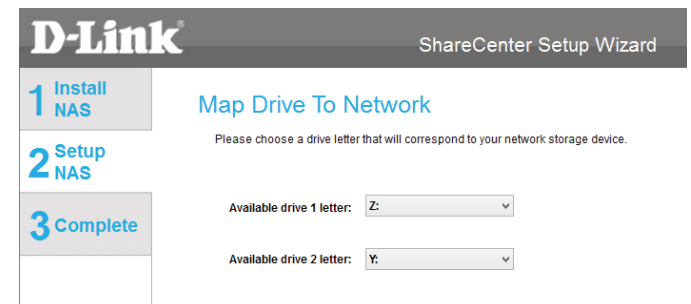 D-Link®
ShareCenter Setup Wizard
1 Install
NAS
2 Setup
NAS
3 Complete
Map Drive To Network
Please choose a drive letter that will correspond to your network storage device.
Available drive 1 letter: Z:
Available drive 2 letter: Y: